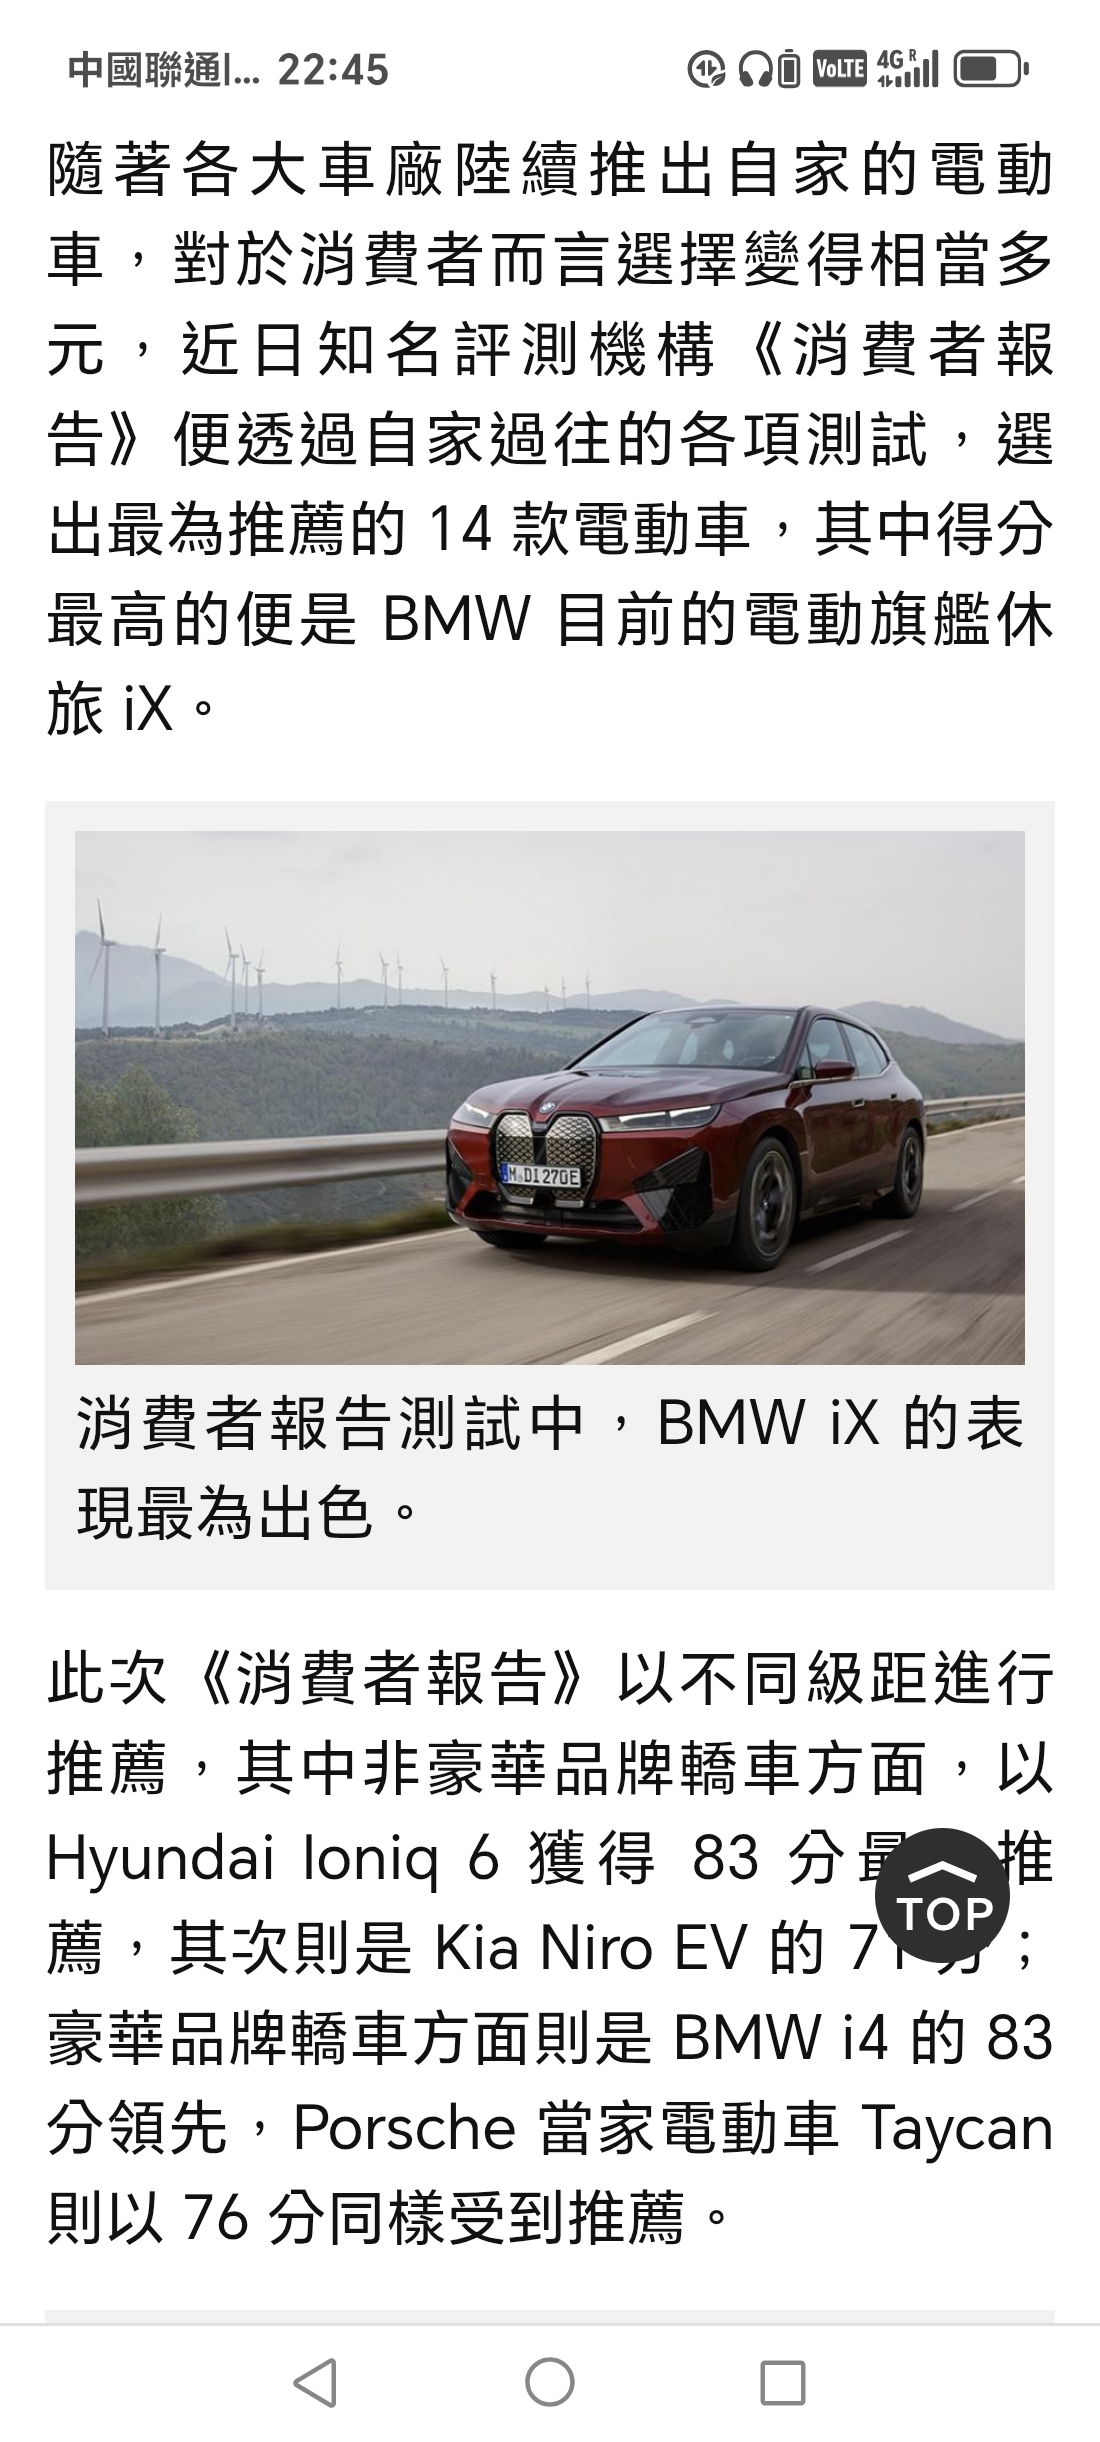 中國聯通|... 22:45
VoLTE 4G R
隨著各大車廠陸續推出自家的電動
車，對於消費者而言選擇變得相當多
元，近日知名評測機構《消費者報
告》便透過自家過往的各項測試，選
出最為推薦的 14 款電動車，其中得分
最高的便是 BMW 目前的電動旗艦休
旅 iX。
M DI 270E
消費者報告測試中，BMW iX 的表
現最為出色。
此次《消費者報告》以不同級距進行
推薦，其中非豪華品牌轎車方面，以
Hyundai Ioniq 6 獲得 83 分 推
薦，其次則是 Kia Niro EV 的 71 分；
TOP
豪華品牌轎車方面則是 BMW i4 的 83
分領先，Porsche 當家電動車 Taycan
則以 76 分同樣受到推薦。